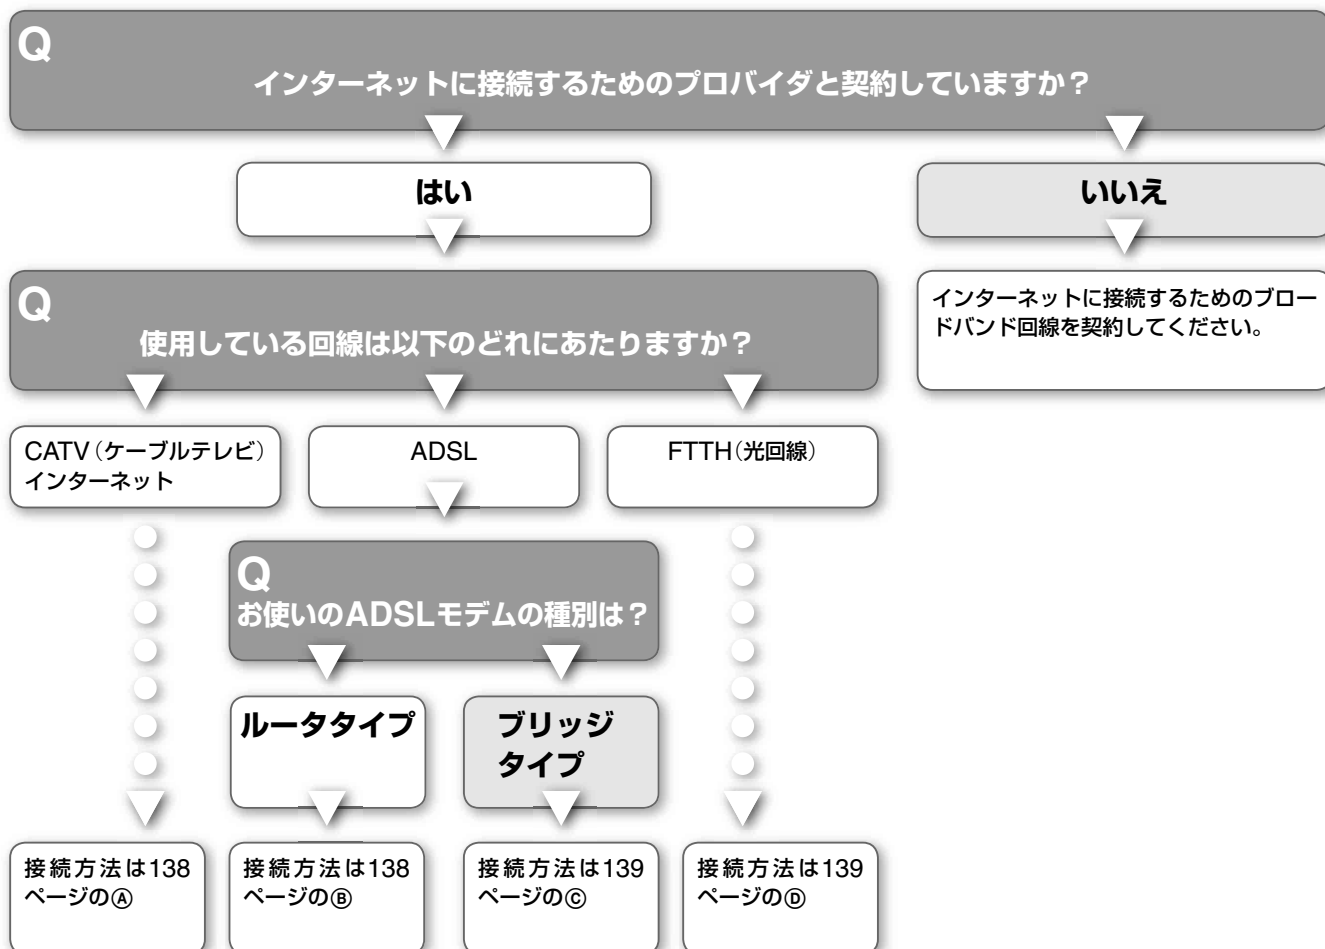 Q
インターネットに接続するためのプロバイダと契約していますか？
はい
いいえ
Q
使用している回線は以下のどれにあたりますか？
インターネットに接続するためのブロー
ドバンド回線を契約してください。
CATV（ケーブルテレビ）
インターネット
ADSL
FTTH（光回線）
Q
お使いのADSLモデムの種別は？
ルータタイプ
ブリッジ
タイプ
接続方法は138
ページのⒶ
接続方法は138
ページのⒷ
接続方法は139
ページのⒸ
接続方法は139
ページのⒹ